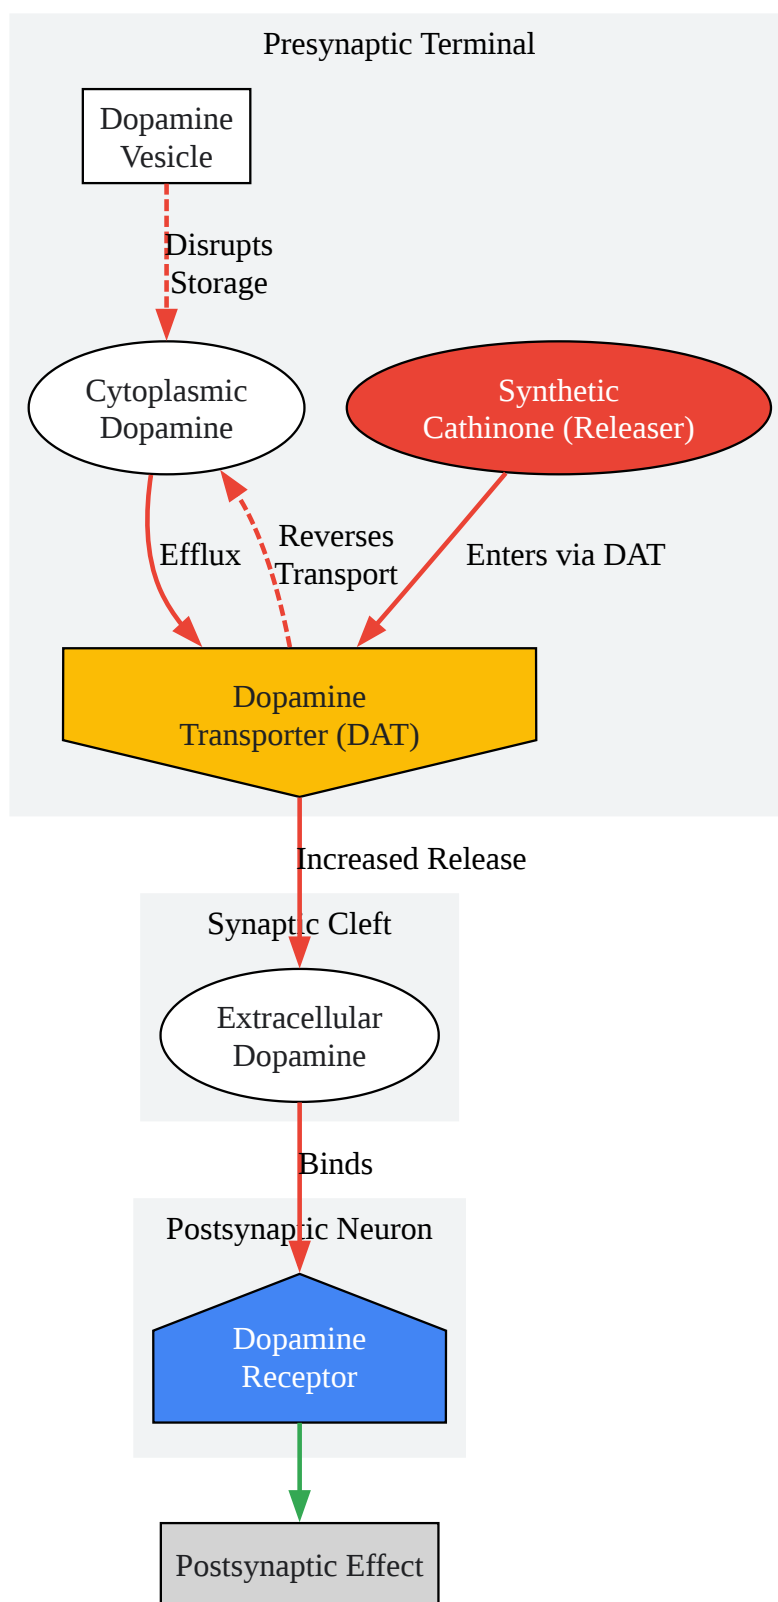 Presynaptic Terminal
Dopamine
Vesicle
Disrupts
Storage
Cytoplasmic
Dopamine
Synthetic
Cathinone (Releaser)
Efflux
Reverses
Transport
Enters via DAT
Dopamine
Transporter (DAT)
Increased Release
Synaptic Cleft
Extracellular
Dopamine
Binds
Postsynaptic Neuron
Dopamine
Receptor
Postsynaptic Effect